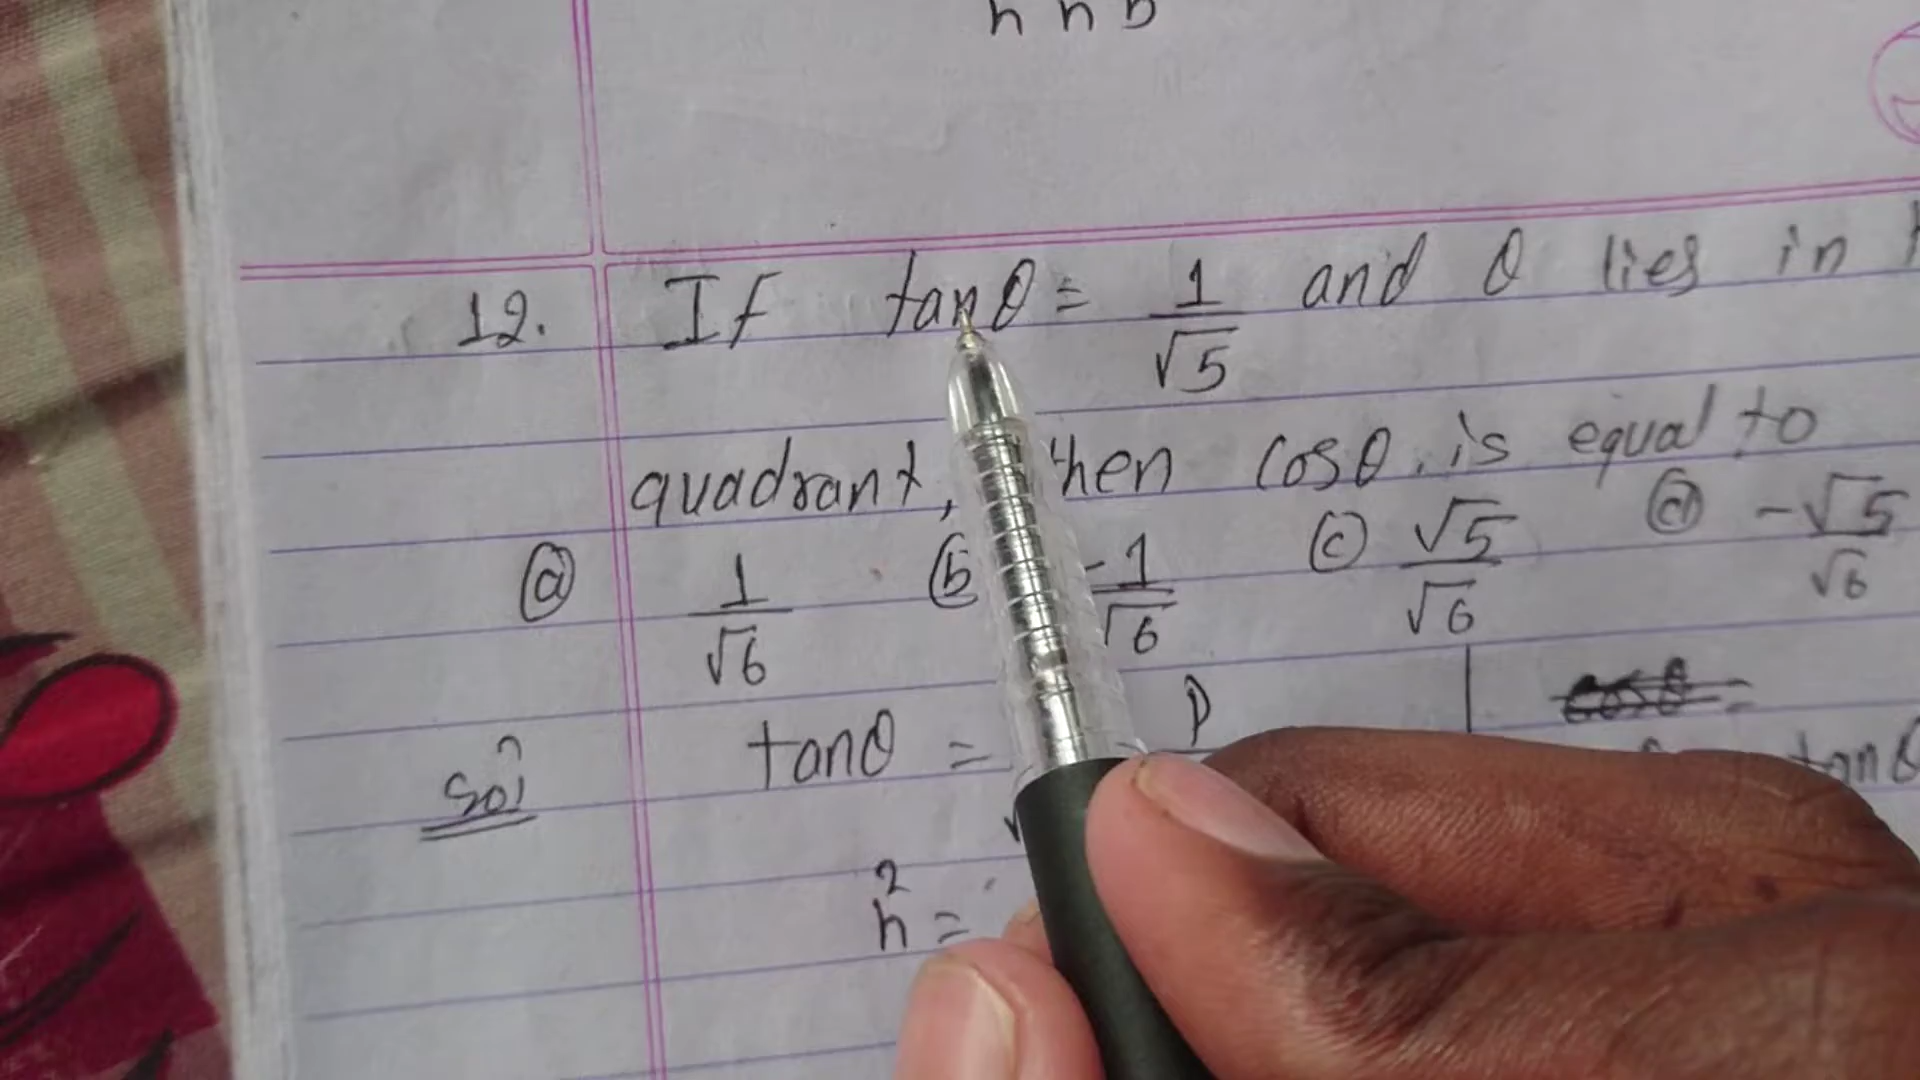 h h b
12. If tanθ = 1/√5 and θ lies in
quadrant, then cosθ. is equal to
ⓐ 1/√6 ⓑ -1/√6 ⓒ √5/√6 ⓓ -√5/√6
Sol tanθ = P
tanθ
h² =